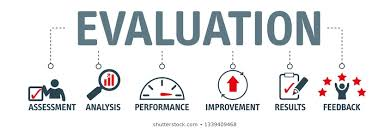 EVALUATION
ASSESSMENT ANALYSIS PERFORMANCE IMPROVEMENT RESULTS FEEDBACK
shutterstock.com • 1339409468